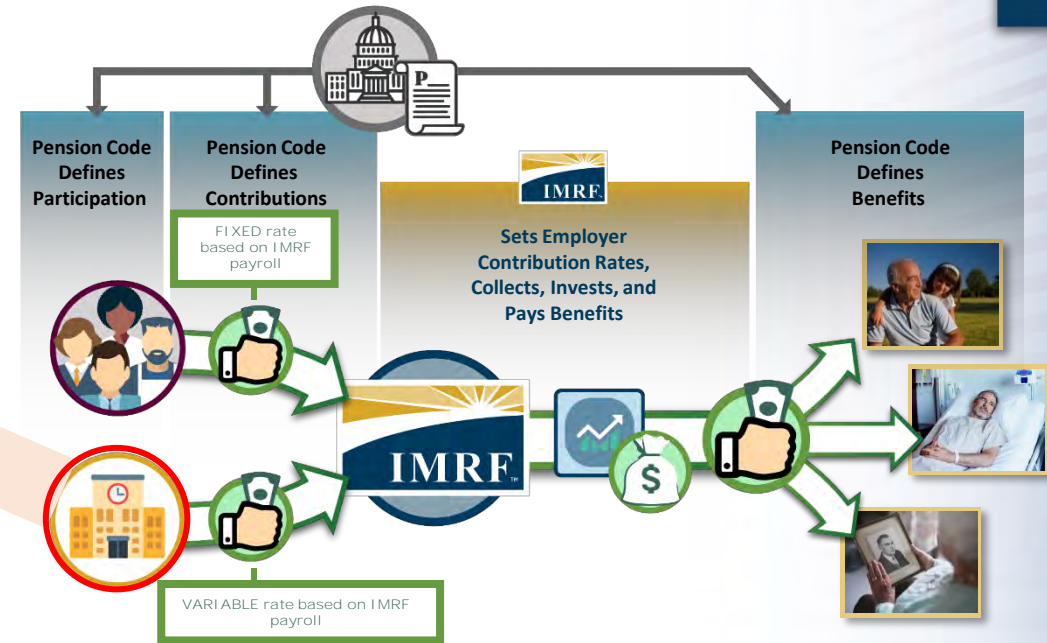 P
Pension Code
Defines
Participation
Pension Code
Defines
Contributions
FIXED rate
based on IMRF
payroll
IMRF
Sets Employer
Contribution Rates,
Collects, Invests, and
Pays Benefits
Pension Code
Defines
Benefits
IMRF™
$
VARIABLE rate based on IMRF
payroll